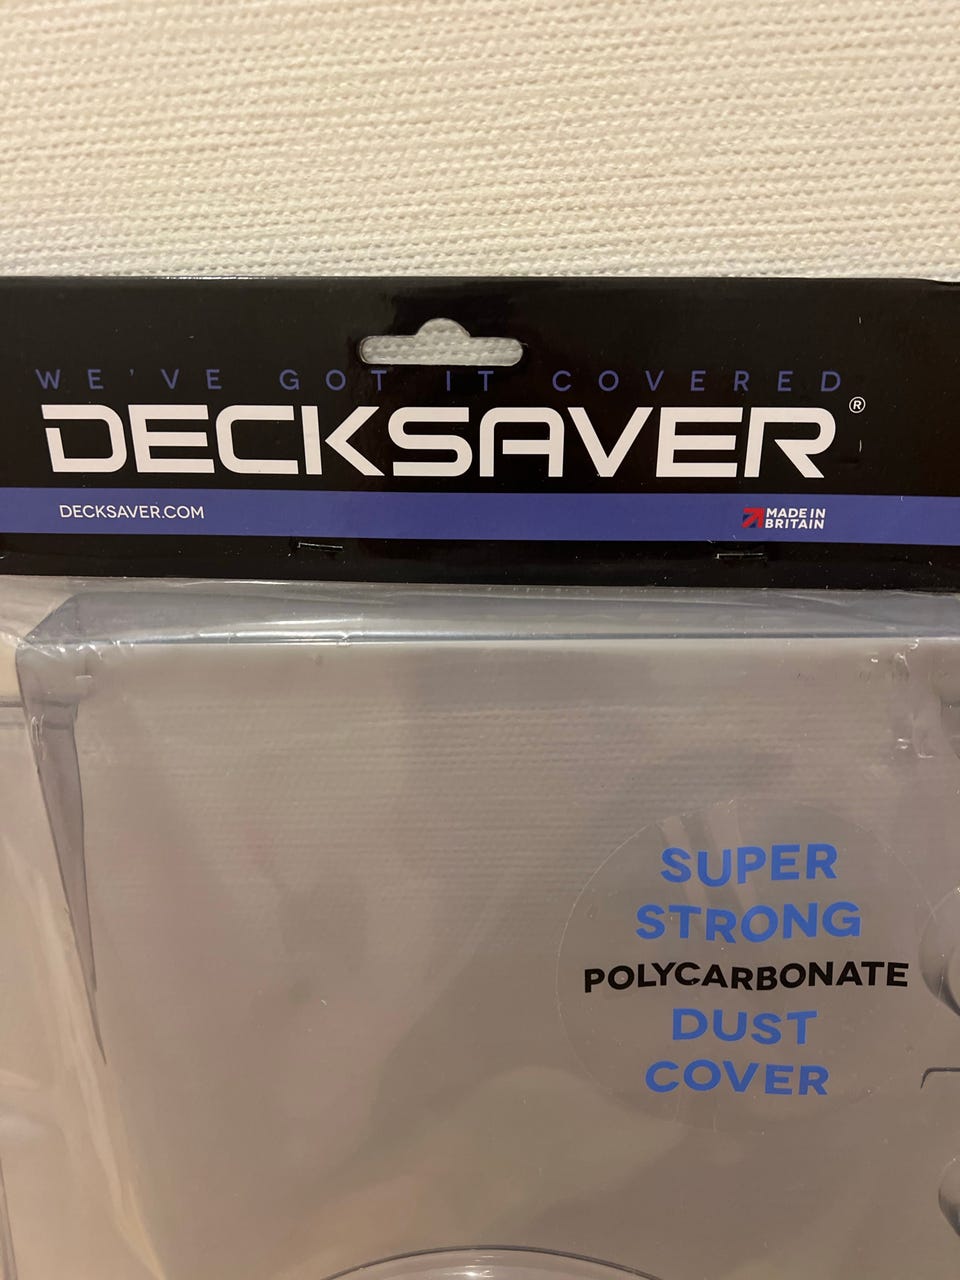 WE'VE GOT IT COVERED
DECKSAVER®
DECKSAVER.COM
MADE IN
BRITAIN
SUPER
STRONG
POLYCARBONATE
DUST
COVER